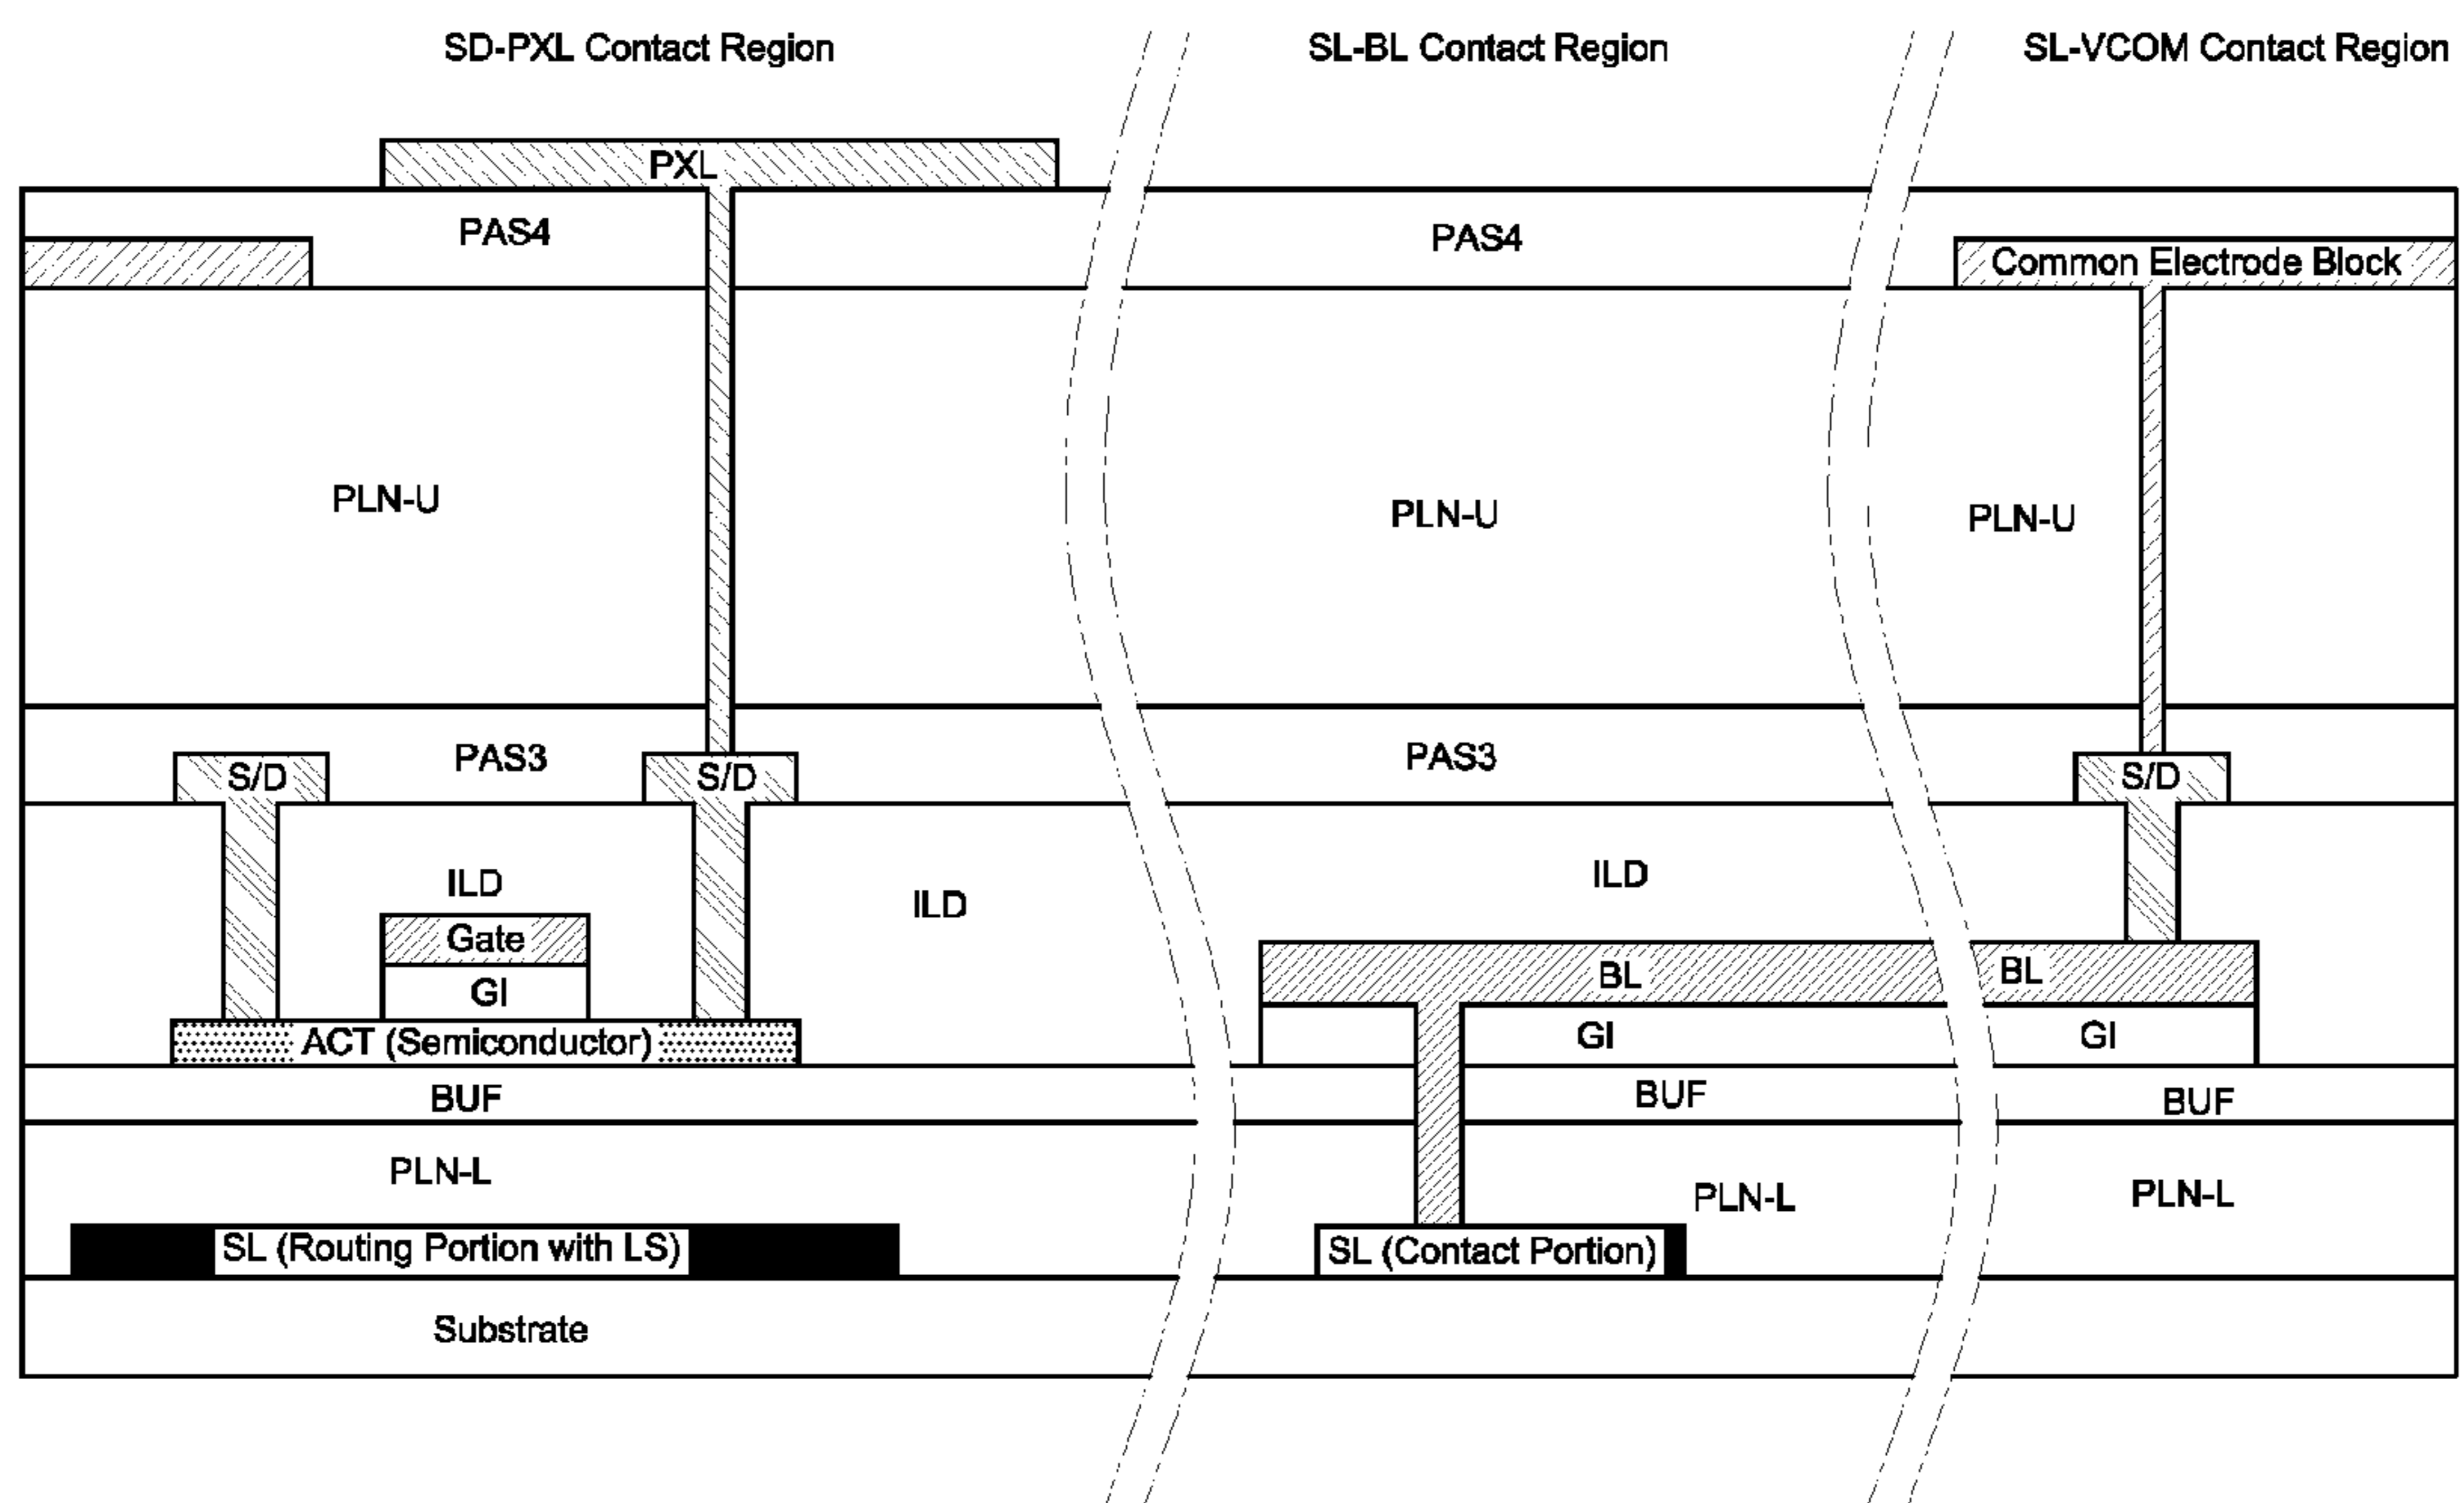 SD-PXL Contact Region
SL-BL Contact Region
SL-VCOM Contact Region
PXL
PAS4
PAS4
Common Electrode Block
PLN-U
PLN-U
PLN-U
PAS3
PAS3
S/D
S/D
S/D
ILD
ILD
ILD
Gate
GI
BL
BL
ACT (Semiconductor)
GI
GI
BUF
BUF
BUF
PLN-L
PLN-L
PLN-L
SL (Routing Portion with LS)
SL (Contact Portion)
Substrate